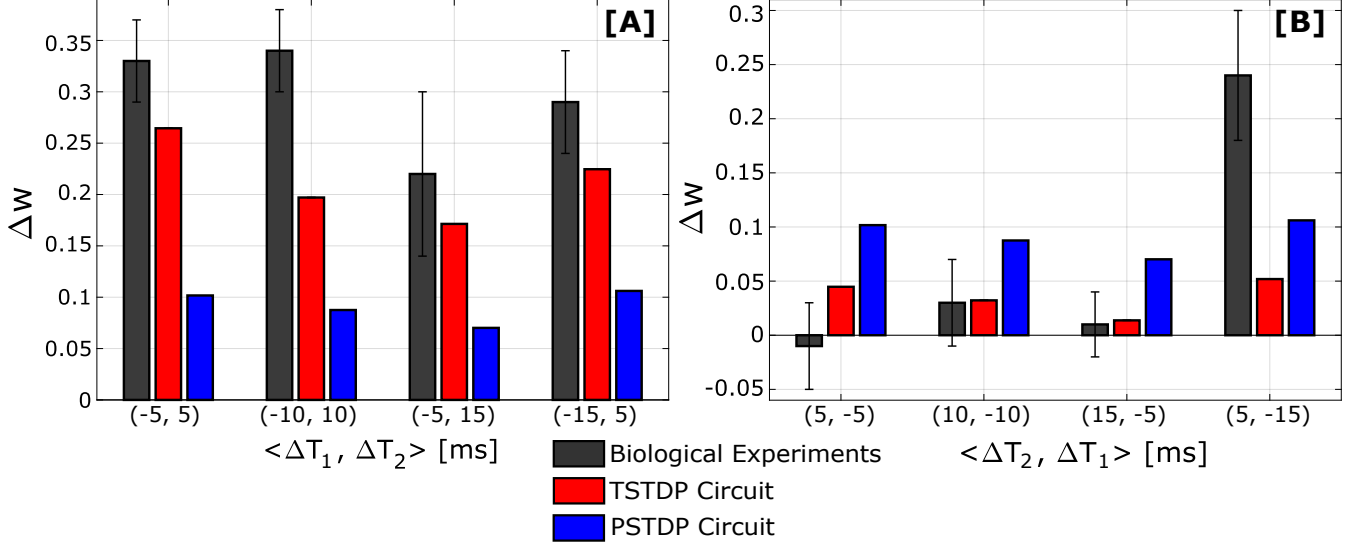 [A]
0.35
0.3
0.25
0.2
0.15
0.1
0.05
0
Δw
(-5, 5) (-10, 10) (-5, 15) (-15, 5)
<ΔT1, ΔT2> [ms]
[B]
0.3
0.25
0.2
0.15
0.1
0.05
0
-0.05
Δw
(5, -5) (10, -10) (15, -5) (5, -15)
<ΔT2, ΔT1> [ms]
Biological Experiments
TSTDP Circuit
PSTDP Circuit